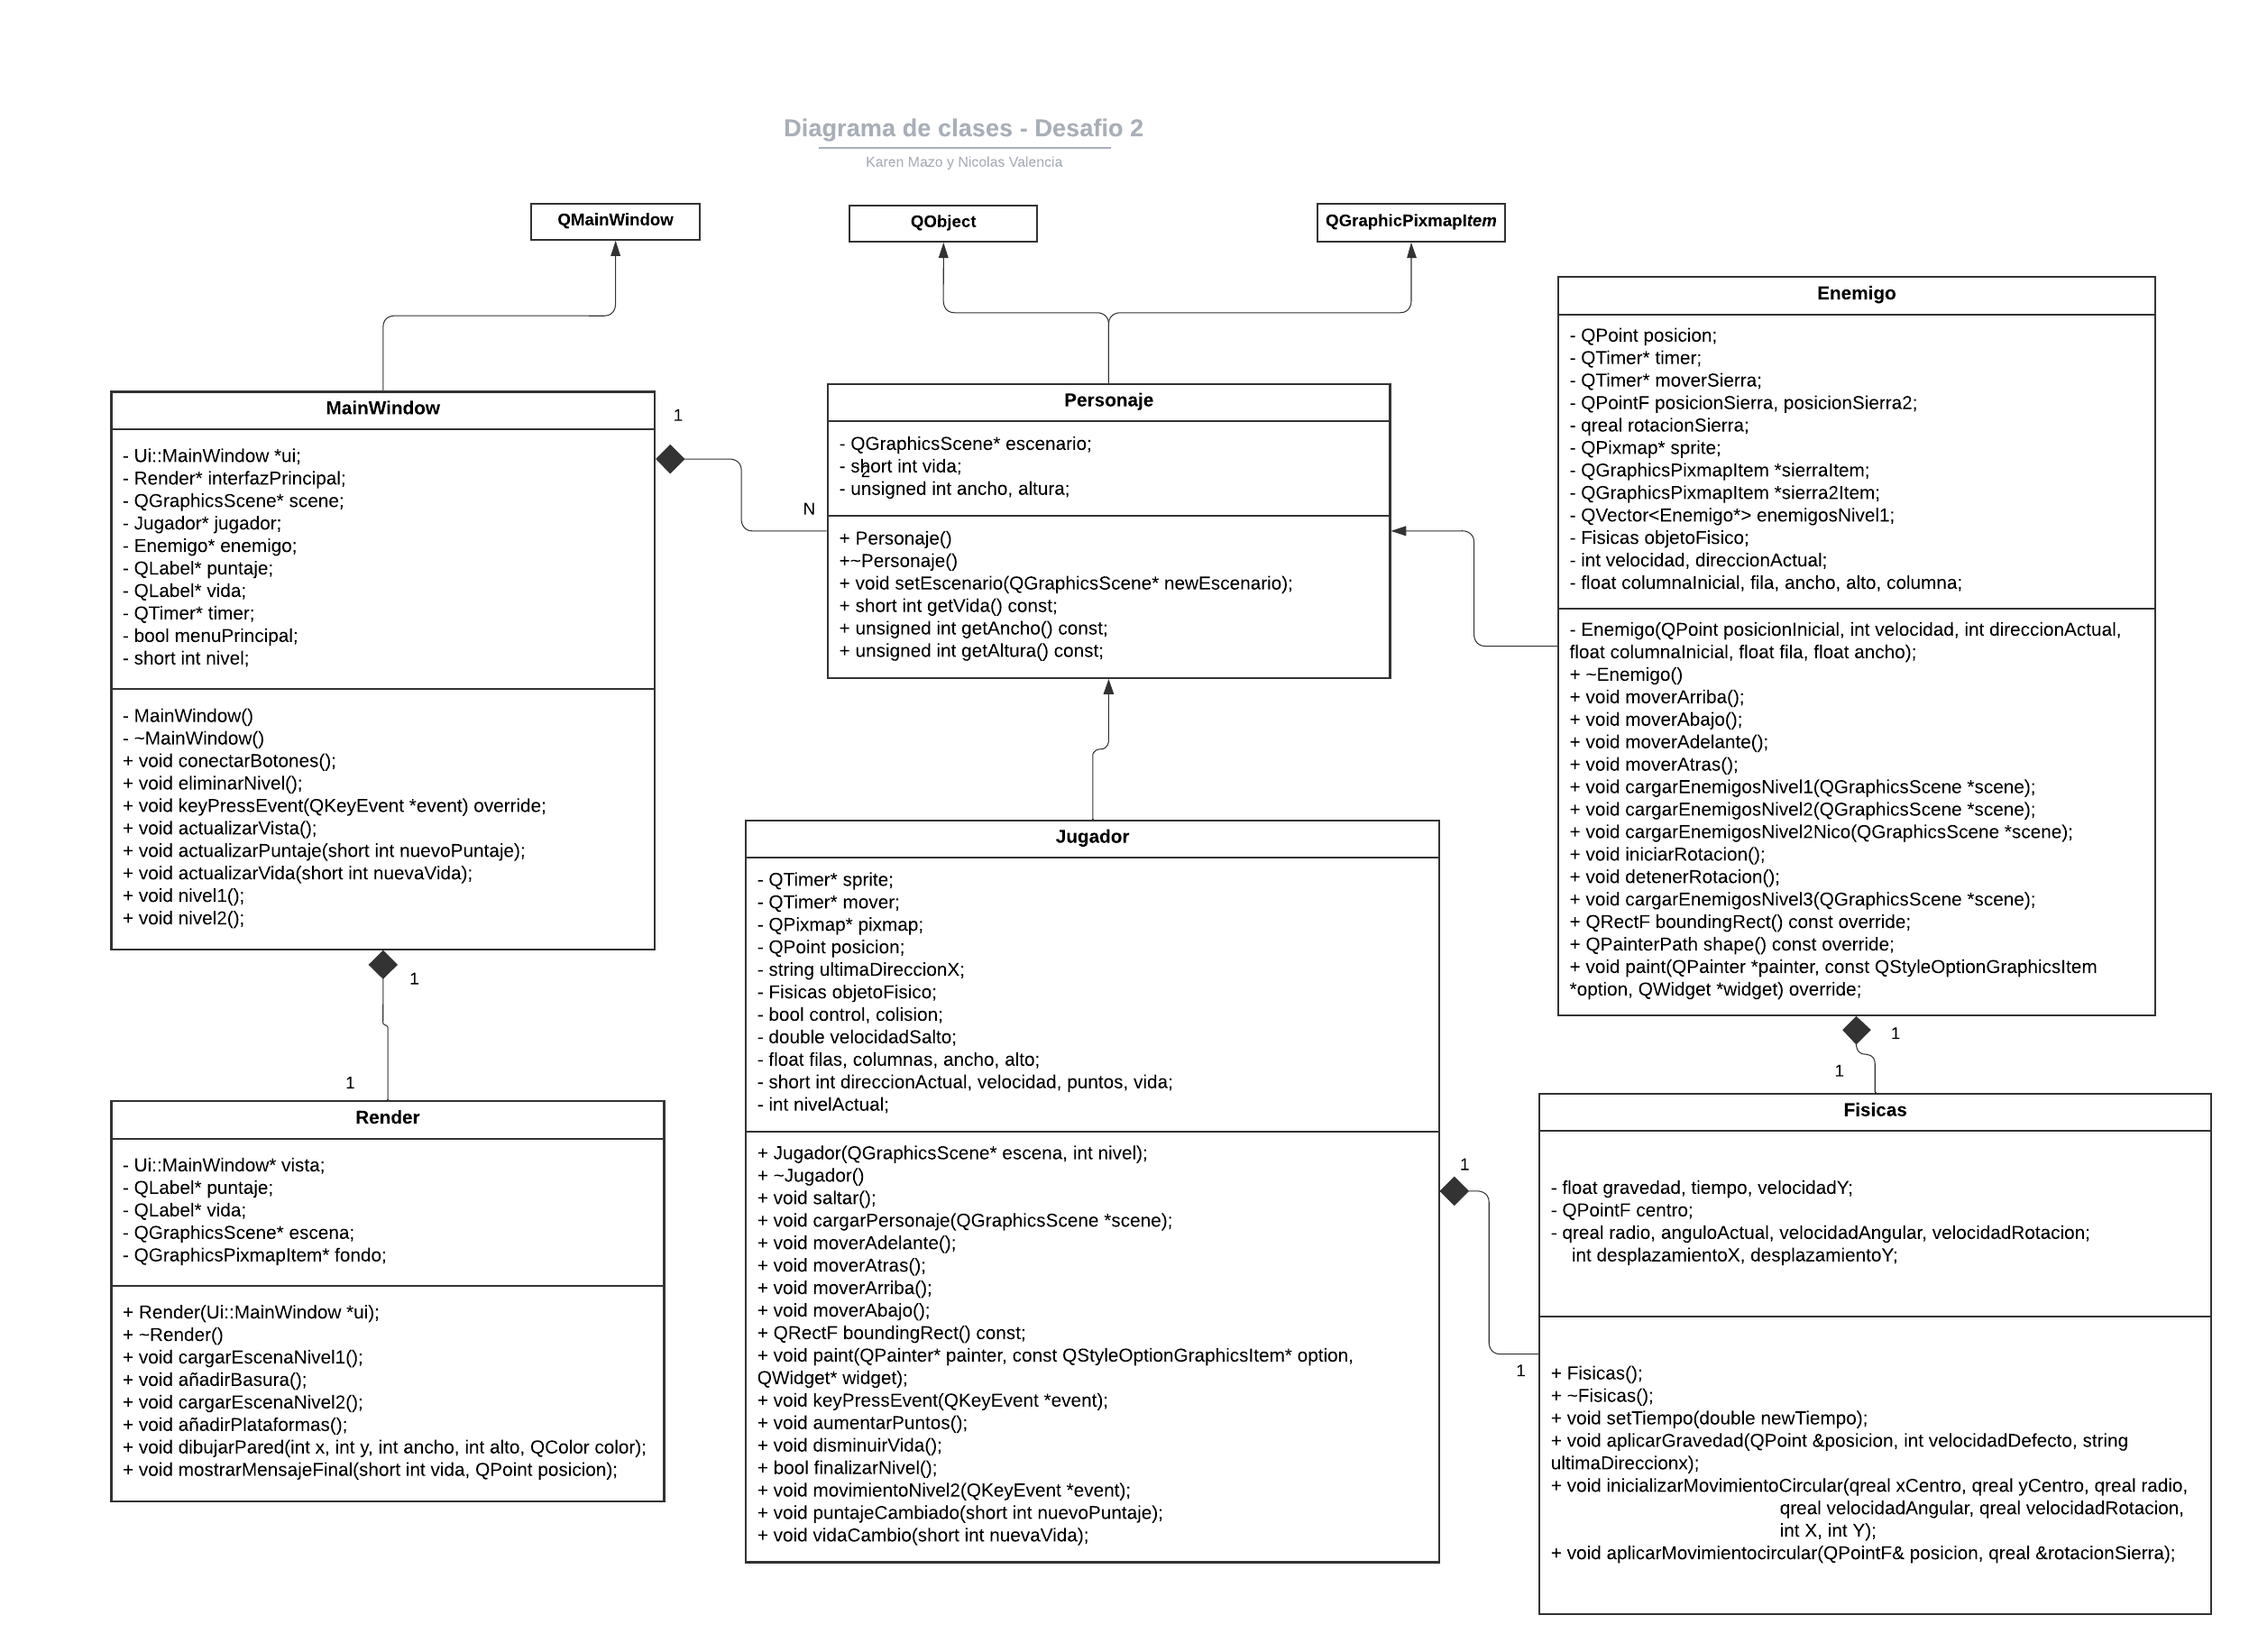 Diagrama de clases - Desafio 2
Karen Mazo y Nicolas Valencia
QMainWindow
QObject
QGraphicPixmapItem
MainWindow
- Ui::MainWindow *ui;
- Render* interfazPrincipal;
- QGraphicsScene* scene;
- Jugador* jugador;
- Enemigo* enemigo;
- QLabel* puntaje;
- QLabel* vida;
- QTimer* timer;
- bool menuPrincipal;
- short int nivel;
- MainWindow()
- ~MainWindow()
+ void conectarBotones();
+ void eliminarNivel();
+ void keyPressEvent(QKeyEvent *event) override;
+ void actualizarVista();
+ void actualizarPuntaje(short int nuevoPuntaje);
+ void actualizarVida(short int nuevaVida);
+ void nivel1();
+ void nivel2();
1
N
Personaje
- QGraphicsScene* escenario;
- short int vida;
2
- unsigned int ancho, altura;
+ Personaje()
+~Personaje()
+ void setEscenario(QGraphicsScene* newEscenario);
+ short int getVida() const;
+ unsigned int getAncho() const;
+ unsigned int getAltura() const;
Enemigo
- QPoint posicion;
- QTimer* timer;
- QTimer* moverSierra;
- QPointF posicionSierra, posicionSierra2;
- qreal rotacionSierra;
- QPixmap* sprite;
- QGraphicsPixmapItem *sierraItem;
- QGraphicsPixmapItem *sierra2Item;
- QVector<Enemigo*> enemigosNivel1;
- Fisicas objetoFisico;
- int velocidad, direccionActual;
- float columnaInicial, fila, ancho, alto, columna;
- Enemigo(QPoint posicionInicial, int velocidad, int direccionActual,
float columnaInicial, float fila, float ancho);
+ ~Enemigo()
+ void moverArriba();
+ void moverAbajo();
+ void moverAdelante();
+ void moverAtras();
+ void cargarEnemigosNivel1(QGraphicsScene *scene);
+ void cargarEnemigosNivel2(QGraphicsScene *scene);
+ void cargarEnemigosNivel2Nico(QGraphicsScene *scene);
+ void iniciarRotacion();
+ void detenerRotacion();
+ void cargarEnemigosNivel3(QGraphicsScene *scene);
+ QRectF boundingRect() const override;
+ QPainterPath shape() const override;
+ void paint(QPainter *painter, const QStyleOptionGraphicsItem
*option, QWidget *widget) override;
1
1
Render
- Ui::MainWindow* vista;
- QLabel* puntaje;
- QLabel* vida;
- QGraphicsScene* escena;
- QGraphicsPixmapItem* fondo;
+ Render(Ui::MainWindow *ui);
+ ~Render()
+ void cargarEscenaNivel1();
+ void añadirBasura();
+ void cargarEscenaNivel2();
+ void añadirPlataformas();
+ void dibujarPared(int x, int y, int ancho, int alto, QColor color);
+ void mostrarMensajeFinal(short int vida, QPoint posicion);
Jugador
- QTimer* sprite;
- QTimer* mover;
- QPixmap* pixmap;
- QPoint posicion;
- string ultimaDireccionX;
- Fisicas objetoFisico;
- bool control, colision;
- double velocidadSalto;
- float filas, columnas, ancho, alto;
- short int direccionActual, velocidad, puntos, vida;
- int nivelActual;
+ Jugador(QGraphicsScene* escena, int nivel);
+ ~Jugador()
+ void saltar();
+ void cargarPersonaje(QGraphicsScene *scene);
+ void moverAdelante();
+ void moverAtras();
+ void moverArriba();
+ void moverAbajo();
+ QRectF boundingRect() const;
+ void paint(QPainter* painter, const QStyleOptionGraphicsItem* option,
QWidget* widget);
+ void keyPressEvent(QKeyEvent *event);
+ void aumentarPuntos();
+ void disminuirVida();
+ bool finalizarNivel();
+ void movimientoNivel2(QKeyEvent *event);
+ void puntajeCambiado(short int nuevoPuntaje);
+ void vidaCambio(short int nuevaVida);
1
1
1
1
Fisicas
- float gravedad, tiempo, velocidadY;
- QPointF centro;
- qreal radio, anguloActual, velocidadAngular, velocidadRotacion;
int desplazamientoX, desplazamientoY;
+ Fisicas();
+ ~Fisicas();
+ void setTiempo(double newTiempo);
+ void aplicarGravedad(QPoint &posicion, int velocidadDefecto, string
ultimaDireccionx);
+ void inicializarMovimientoCircular(qreal xCentro, qreal yCentro, qreal radio,
qreal velocidadAngular, qreal velocidadRotacion,
int X, int Y);
+ void aplicarMovimientocircular(QPointF& posicion, qreal &rotacionSierra);